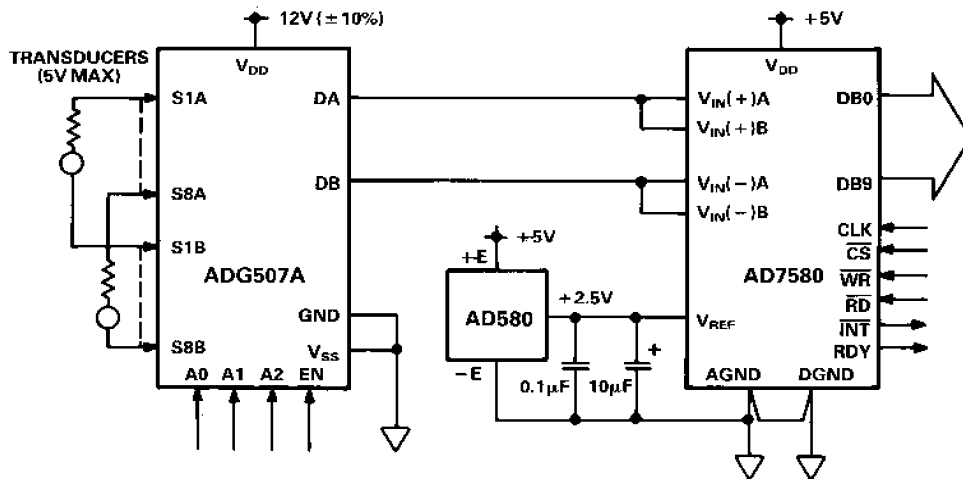 12V (±10%)
+5V
TRANSDUCERS
(5V MAX)
V_DD
V_DD
S1A
DA
V_IN(+)A
DB0
V_IN(+)B
S8A
DB
V_IN(−)A
DB9
V_IN(−)B
S1B
+5V
CLK
CS
ADG507A
+E
AD7580
WR
AD580
+2.5V
RD
GND
V_REF
INT
S8B
V_SS
−E
+
RDY
A0 A1 A2 EN
0.1μF
10μF
AGND
DGND